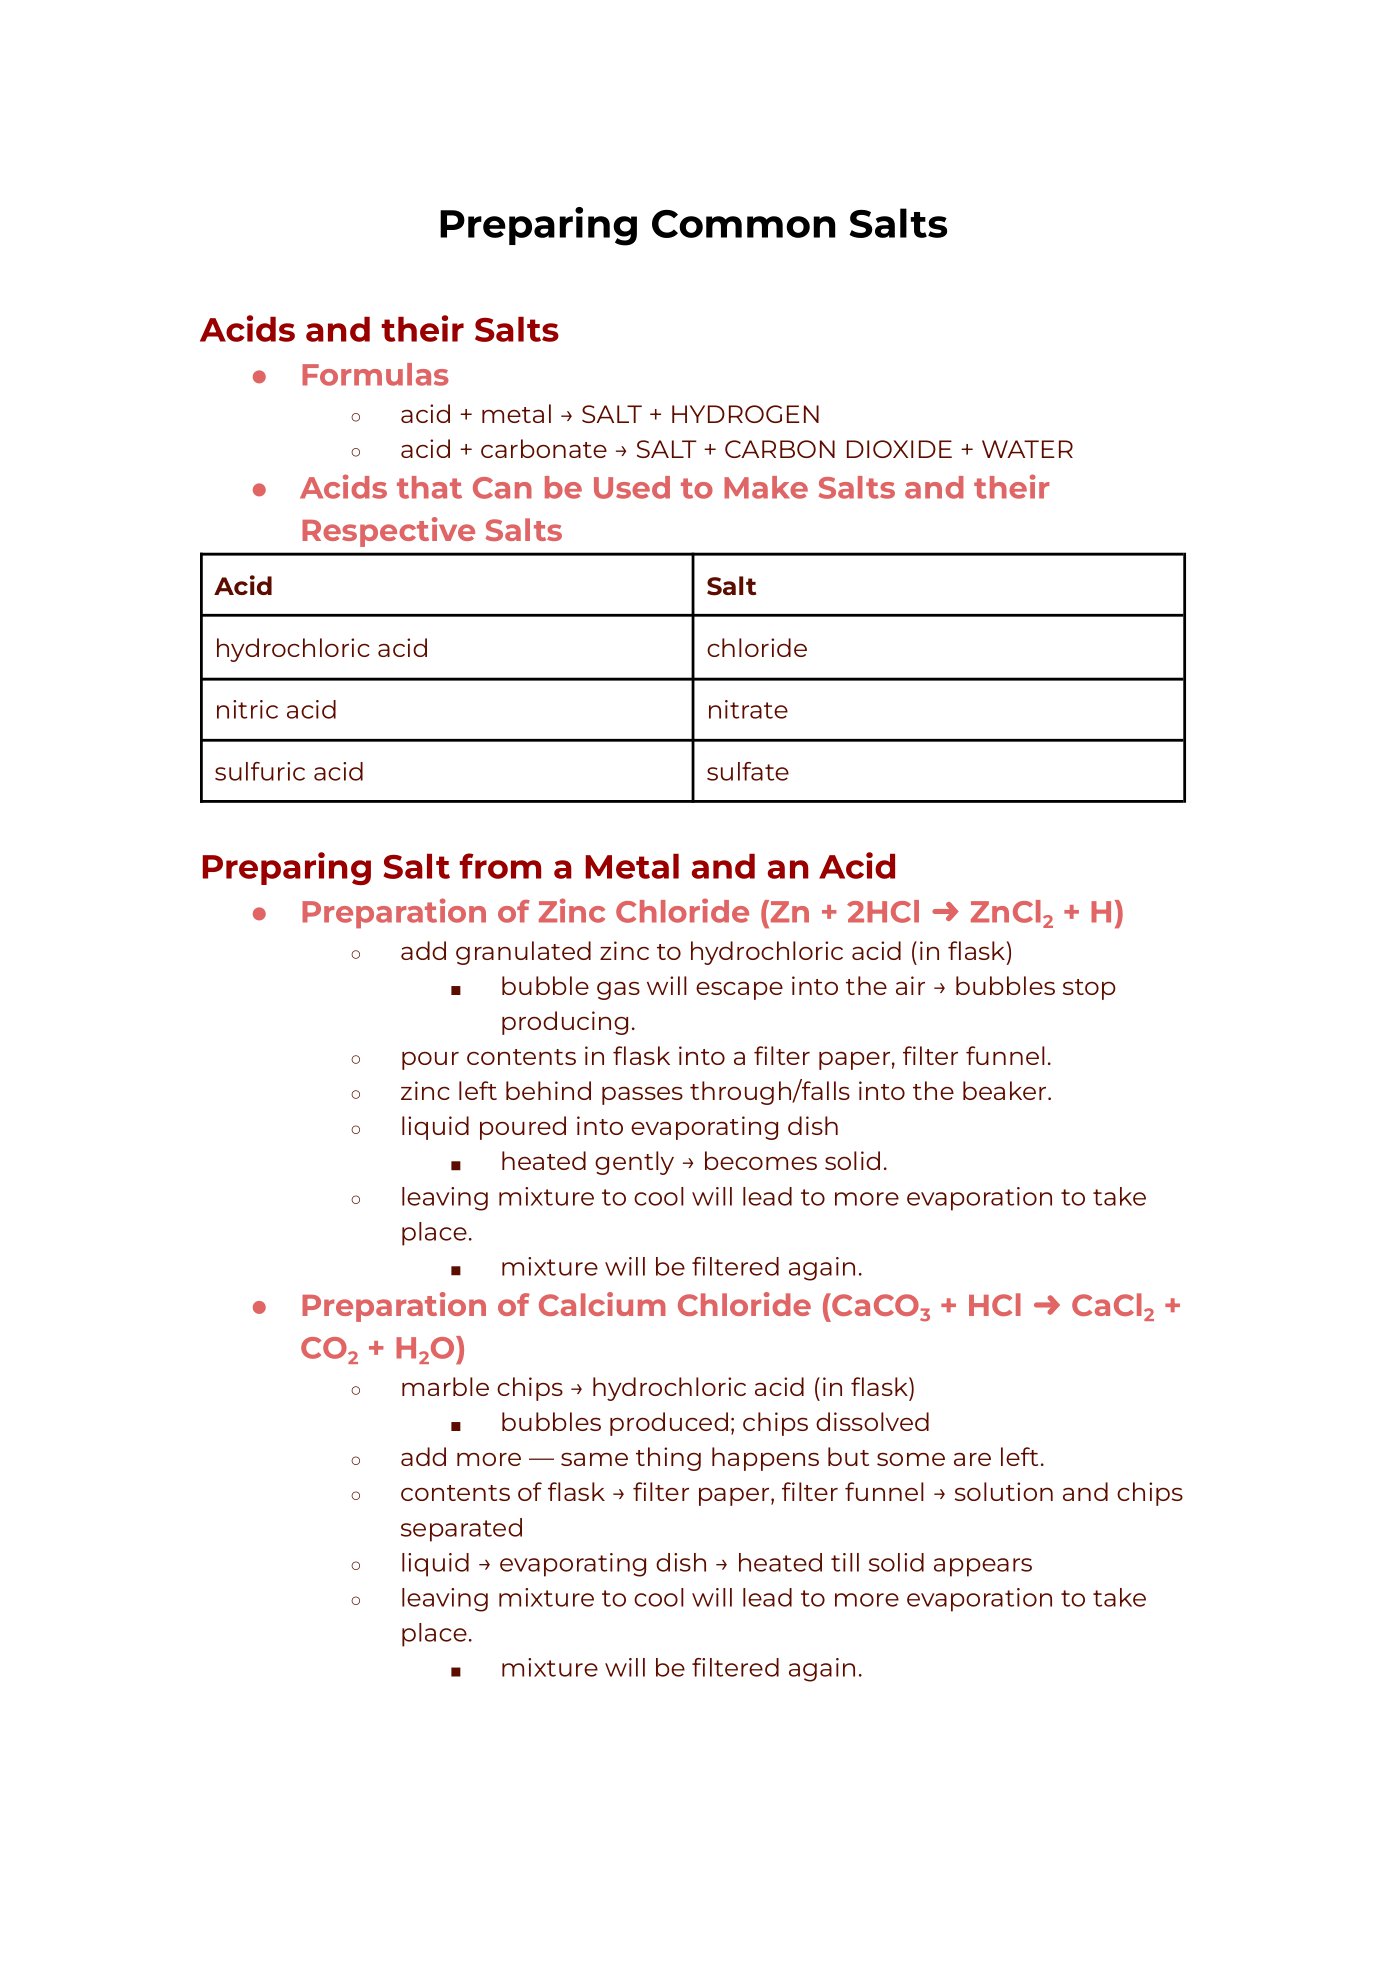 Preparing Common Salts
Acids and their Salts
● Formulas
○ acid + metal → SALT + HYDROGEN
○ acid + carbonate → SALT + CARBON DIOXIDE + WATER
● Acids that Can be Used to Make Salts and their
Respective Salts
Acid Salt
hydrochloric acid chloride
nitric acid nitrate
sulfuric acid sulfate
Preparing Salt from a Metal and an Acid
● Preparation of Zinc Chloride (Zn + 2HCl ➜ ZnCl₂ + H)
○ add granulated zinc to hydrochloric acid (in flask)
■ bubble gas will escape into the air → bubbles stop
producing.
○ pour contents in flask into a filter paper, filter funnel.
○ zinc left behind passes through/falls into the beaker.
○ liquid poured into evaporating dish
■ heated gently → becomes solid.
○ leaving mixture to cool will lead to more evaporation to take
place.
■ mixture will be filtered again.
● Preparation of Calcium Chloride (CaCO₃ + HCl ➜ CaCl₂ +
CO₂ + H₂O)
○ marble chips → hydrochloric acid (in flask)
■ bubbles produced; chips dissolved
○ add more — same thing happens but some are left.
○ contents of flask → filter paper, filter funnel → solution and chips
separated
○ liquid → evaporating dish → heated till solid appears
○ leaving mixture to cool will lead to more evaporation to take
place.
■ mixture will be filtered again.